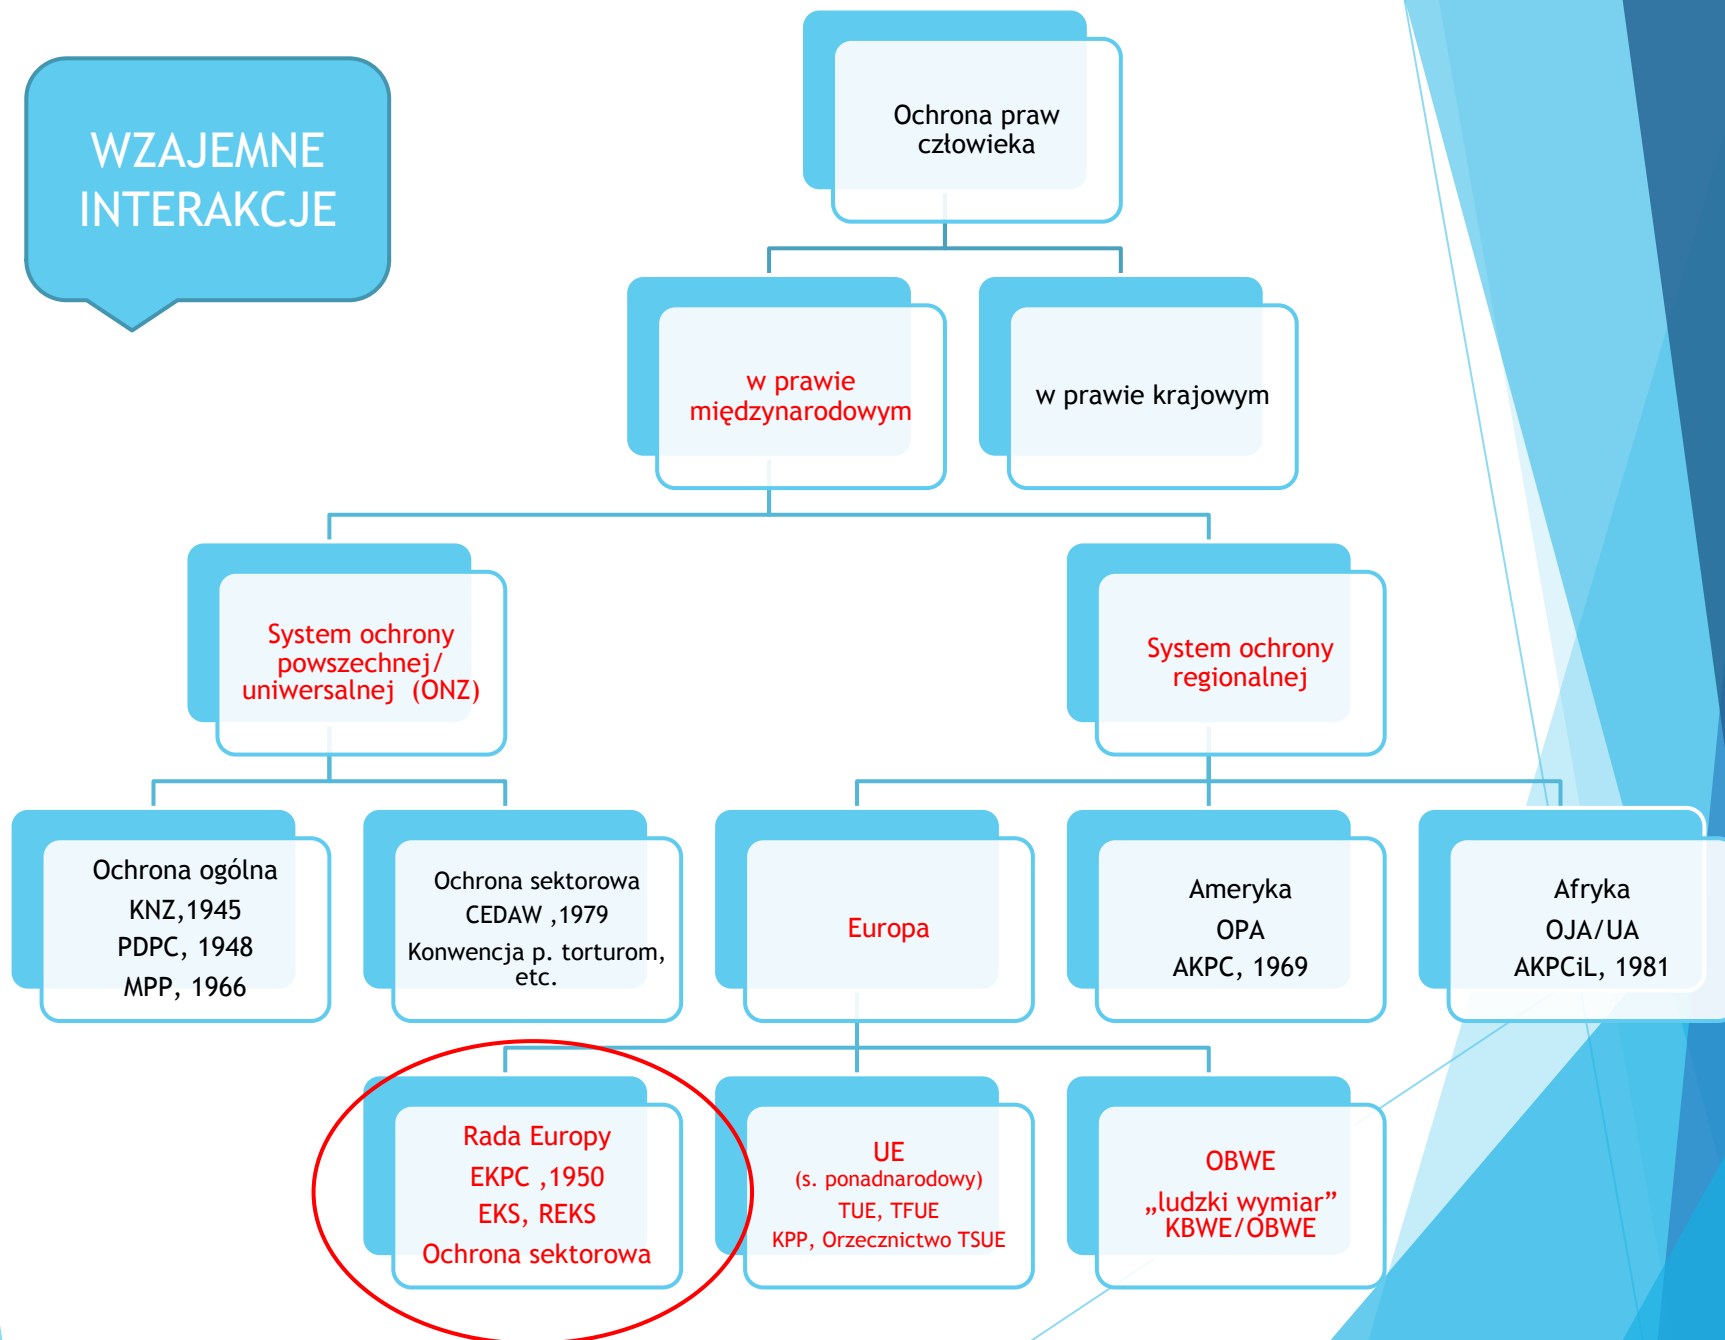 WZAJEMNE
INTERAKCJE
Ochrona praw
człowieka
w prawie
międzynarodowym
w prawie krajowym
System ochrony
powszechnej/
uniwersalnej (ONZ)
System ochrony
regionalnej
Ochrona ogólna
KNZ,1945
PDPC, 1948
MPP, 1966
Ochrona sektorowa
CEDAW ,1979
Konwencja p. torturom,
etc.
Europa
Ameryka
OPA
AKPC, 1969
Afryka
OJA/UA
AKPCiL, 1981
Rada Europy
EKPC ,1950
EKS, REKS
Ochrona sektorowa
UE
(s. ponadnarodowy)
TUE, TFUE
KPP, Orzecznictwo TSUE
OBWE
„ludzki wymiar”
KBWE/OBWE